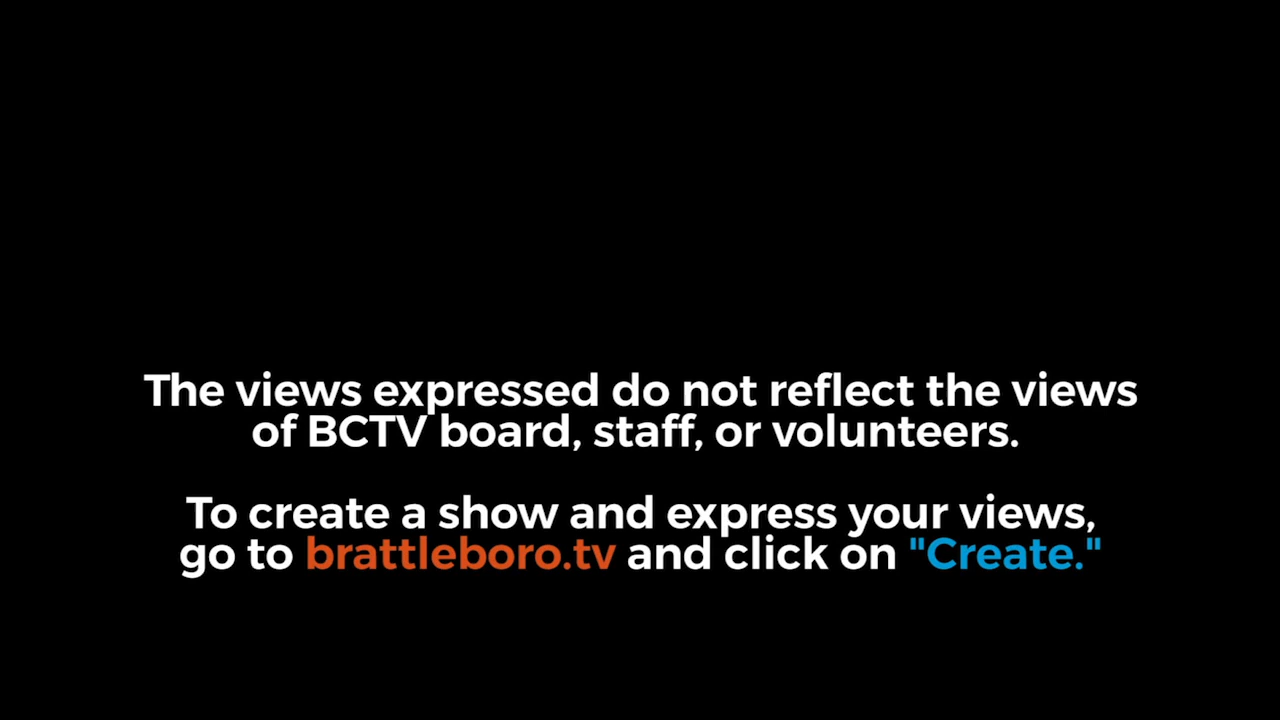 The views expressed do not reflect the views
of BCTV board, staff, or volunteers.
To create a show and express your views,
go to brattleboro.tv and click on "Create."